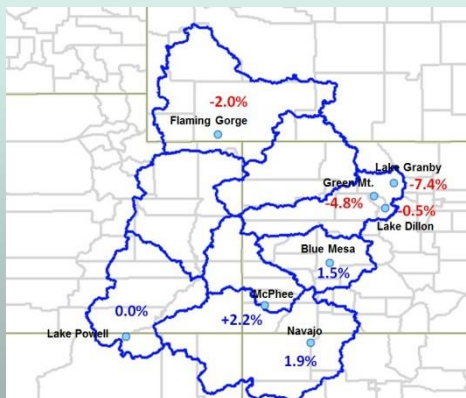 -2.0%
Flaming Gorge
Lake Granby
Green Mt.
-7.4%
-4.8%
-0.5%
Lake Dillon
Blue Mesa
1.5%
McPhee
0.0%
+2.2%
Lake Powell
Navajo
1.9%